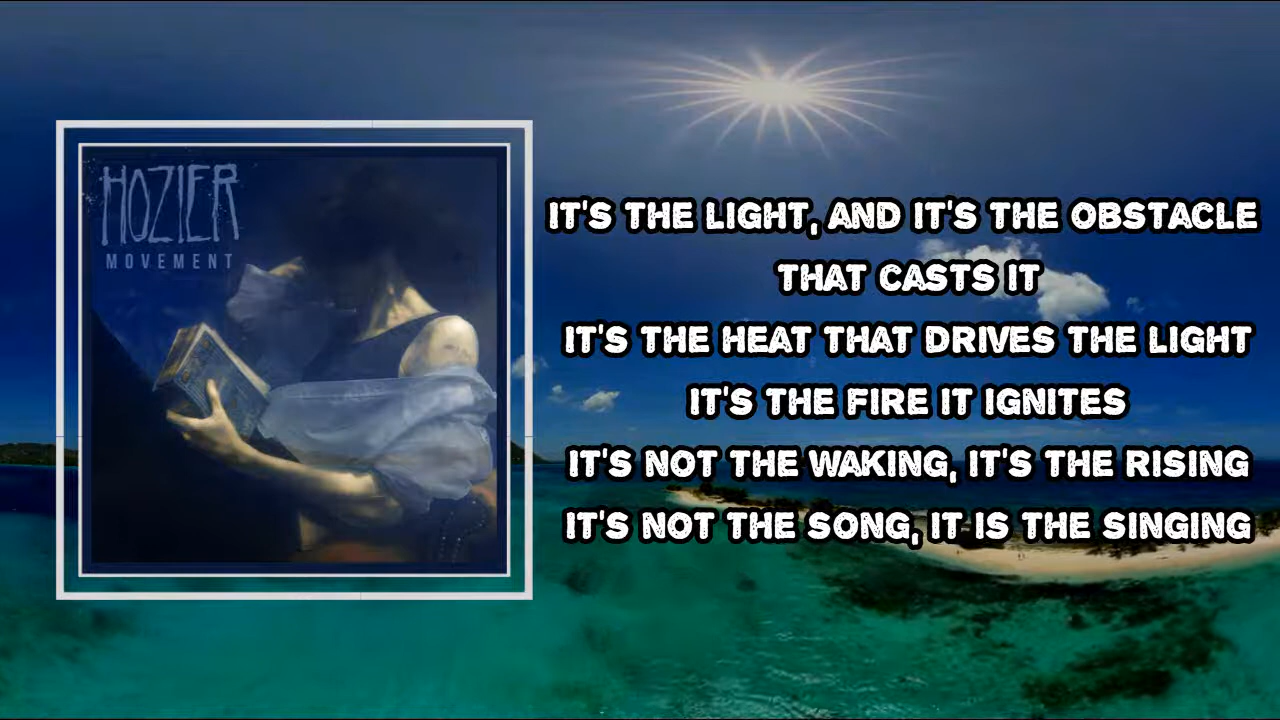 HOZIER
MOVEMENT
IT'S THE LIGHT, AND IT'S THE OBSTACLE
THAT CASTS IT
IT'S THE HEAT THAT DRIVES THE LIGHT
IT'S THE FIRE IT IGNITES
IT'S NOT THE WAKING, IT'S THE RISING
IT'S NOT THE SONG, IT IS THE SINGING